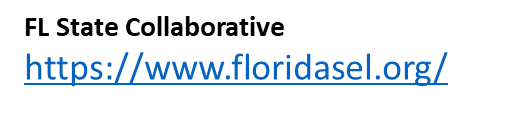 FL State Collaborative
https://www.floridasel.org/